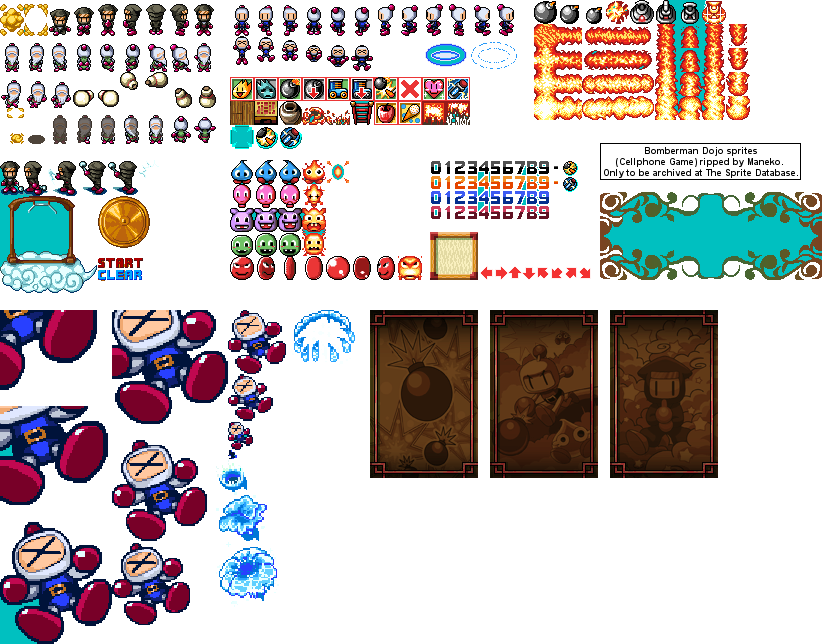 Bomberman Dojo sprites
(Cellphone Game) ripped by Maneko.
Only to be archived at The Sprite Database.
0123456789-
0123456789-
0123456789
0123456789
START
CLEAR